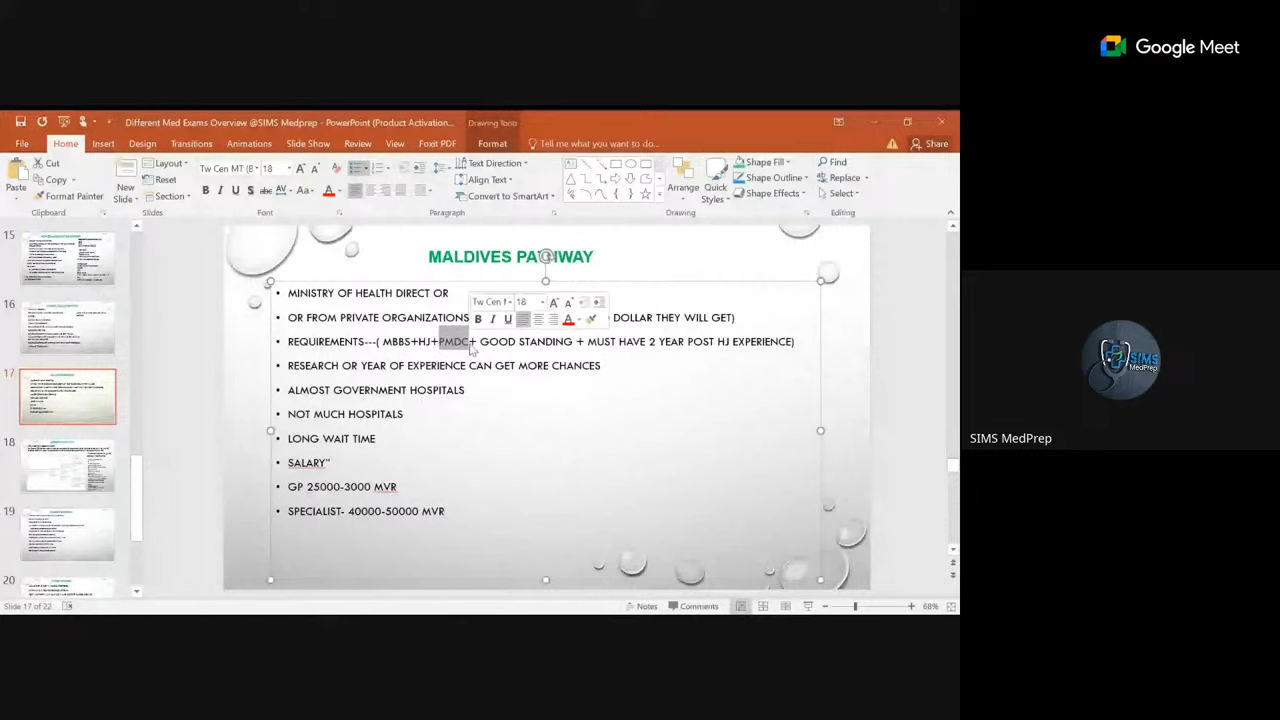 Google Meet
Different Med Exams Overview @SIMS Medprep - PowerPoint (Product Activation...
Drawing Tools
File Home Insert Design Transitions Animations Slide Show Review View Foxit PDF Format Tell me what you want to do... Share
Cut
Copy
Format Painter
Paste
Clipboard
New
Slide
Layout
Reset
Section
Slides
Tw Cen MT (B 18
B I U S abc AV Aa A
Font
Paragraph
Text Direction
Align Text
Convert to SmartArt
Arrange
Quick
Styles
Shape Fill
Shape Outline
Shape Effects
Drawing
Find
Replace
Select
Editing
15
16
17
18
19
20
MALDIVES PATHWAY
• MINISTRY OF HEALTH DIRECT OR
• OR FROM PRIVATE ORGANIZATIONS DOLLAR THEY WILL GET
• REQUIREMENTS---( MBBS+HJ+PMDC+ GOOD STANDING + MUST HAVE 2 YEAR POST HJ EXPERIENCE)
• RESEARCH OR YEAR OF EXPERIENCE CAN GET MORE CHANCES
• ALMOST GOVERNMENT HOSPITALS
• NOT MUCH HOSPITALS
• LONG WAIT TIME
• SALARY"
• GP 25000-3000 MVR
• SPECIALIST- 40000-50000 MVR
Tw Cen 18
B I U A
Slide 17 of 22
Notes Comments 68%
SIMS
MedPrep
SIMS MedPrep